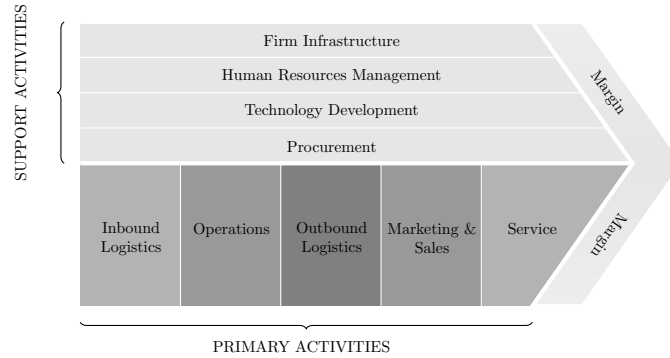 SUPPORT ACTIVITIES
Firm Infrastructure
Human Resources Management
Technology Development
Procurement
Margin
Inbound
Logistics
Operations
Outbound
Logistics
Marketing &
Sales
Service
Margin
PRIMARY ACTIVITIES